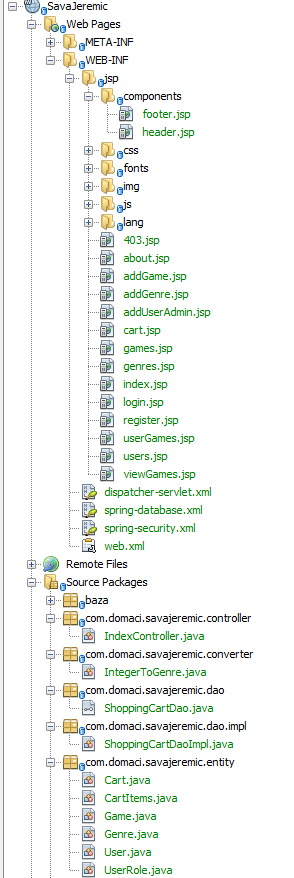 SavaJeremic
Web Pages
META-INF
WEB-INF
jsp
components
footer.jsp
header.jsp
css
fonts
img
js
lang
403.jsp
about.jsp
addGame.jsp
addGenre.jsp
addUserAdmin.jsp
cart.jsp
games.jsp
genres.jsp
index.jsp
login.jsp
register.jsp
userGames.jsp
users.jsp
viewGames.jsp
dispatcher-servlet.xml
spring-database.xml
spring-security.xml
web.xml
Remote Files
Source Packages
baza
com.domaci.savajeremic.controller
IndexController.java
com.domaci.savajeremic.converter
IntegerToGenre.java
com.domaci.savajeremic.dao
ShoppingCartDao.java
com.domaci.savajeremic.dao.impl
ShoppingCartDaoImpl.java
com.domaci.savajeremic.entity
Cart.java
CartItems.java
Game.java
Genre.java
User.java
UserRole.java